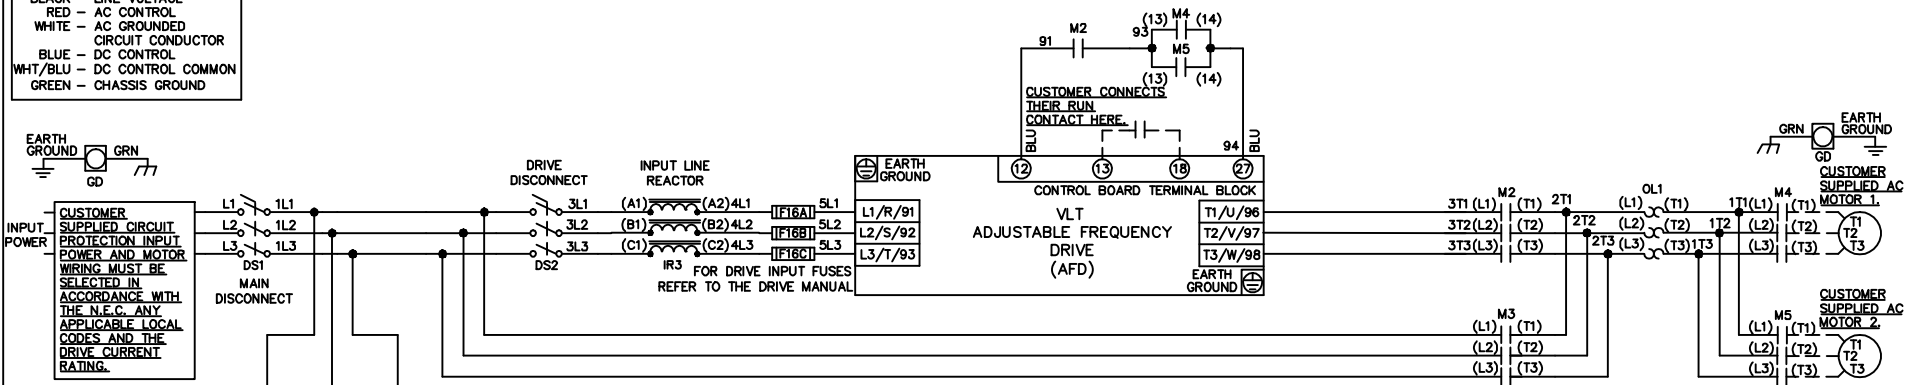 BLACK – LINE VOLTAGE
RED – AC CONTROL
WHITE – AC GROUNDED
CIRCUIT CONDUCTOR
BLUE – DC CONTROL
WHT/BLU – DC CONTROL COMMON
GREEN – CHASSIS GROUND
EARTH
GROUND
GRN
GD
INPUT
POWER
CUSTOMER
SUPPLIED CIRCUIT
PROTECTION INPUT
POWER AND MOTOR
WIRING MUST BE
SELECTED IN
ACCORDANCE WITH
THE N.E.C. ANY
APPLICABLE LOCAL
CODES AND THE
DRIVE CURRENT
RATING.
L1 1L1
L2 1L2
L3 1L3
DS1
MAIN
DISCONNECT
DRIVE
DISCONNECT
3L1
3L2
3L3
DS2
INPUT LINE
REACTOR
(A1) (A2) 4L1
(B1) (B2) 4L2
(C1) (C2) 4L3
IR3
IF16A 5L1
IF16B 5L2
IF16C 5L3
FOR DRIVE INPUT FUSES
REFER TO THE DRIVE MANUAL
91
M2
93
(13) M4 (14)
M5
(13) (14)
CUSTOMER CONNECTS
THEIR RUN
CONTACT HERE.
BLU
94
BLU
EARTH
GROUND
12 13 18 27
CONTROL BOARD TERMINAL BLOCK
L1/R/91
L2/S/92
L3/T/93
VLT
ADJUSTABLE FREQUENCY
DRIVE
(AFD)
T1/U/96
T2/V/97
T3/W/98
EARTH
GROUND
M2
3T1 (L1) (T1) 2T1
3T2 (L2) (T2) 2T2
3T3 (L3) (T3) 2T3
OL1
(L1) (T1) 1T1
(L2) (T2) 1T2
(L3) (T3) 1T3
M4
(L1) (T1)
(L2) (T2)
(L3) (T3)
GRN
GD
EARTH
GROUND
CUSTOMER
SUPPLIED AC
MOTOR 1.
T1
T2
T3
M3
(L1) (T1)
(L2) (T2)
(L3) (T3)
M5
(L1) (T1)
(L2) (T2)
(L3) (T3)
CUSTOMER
SUPPLIED AC
MOTOR 2.
T1
T2
T3